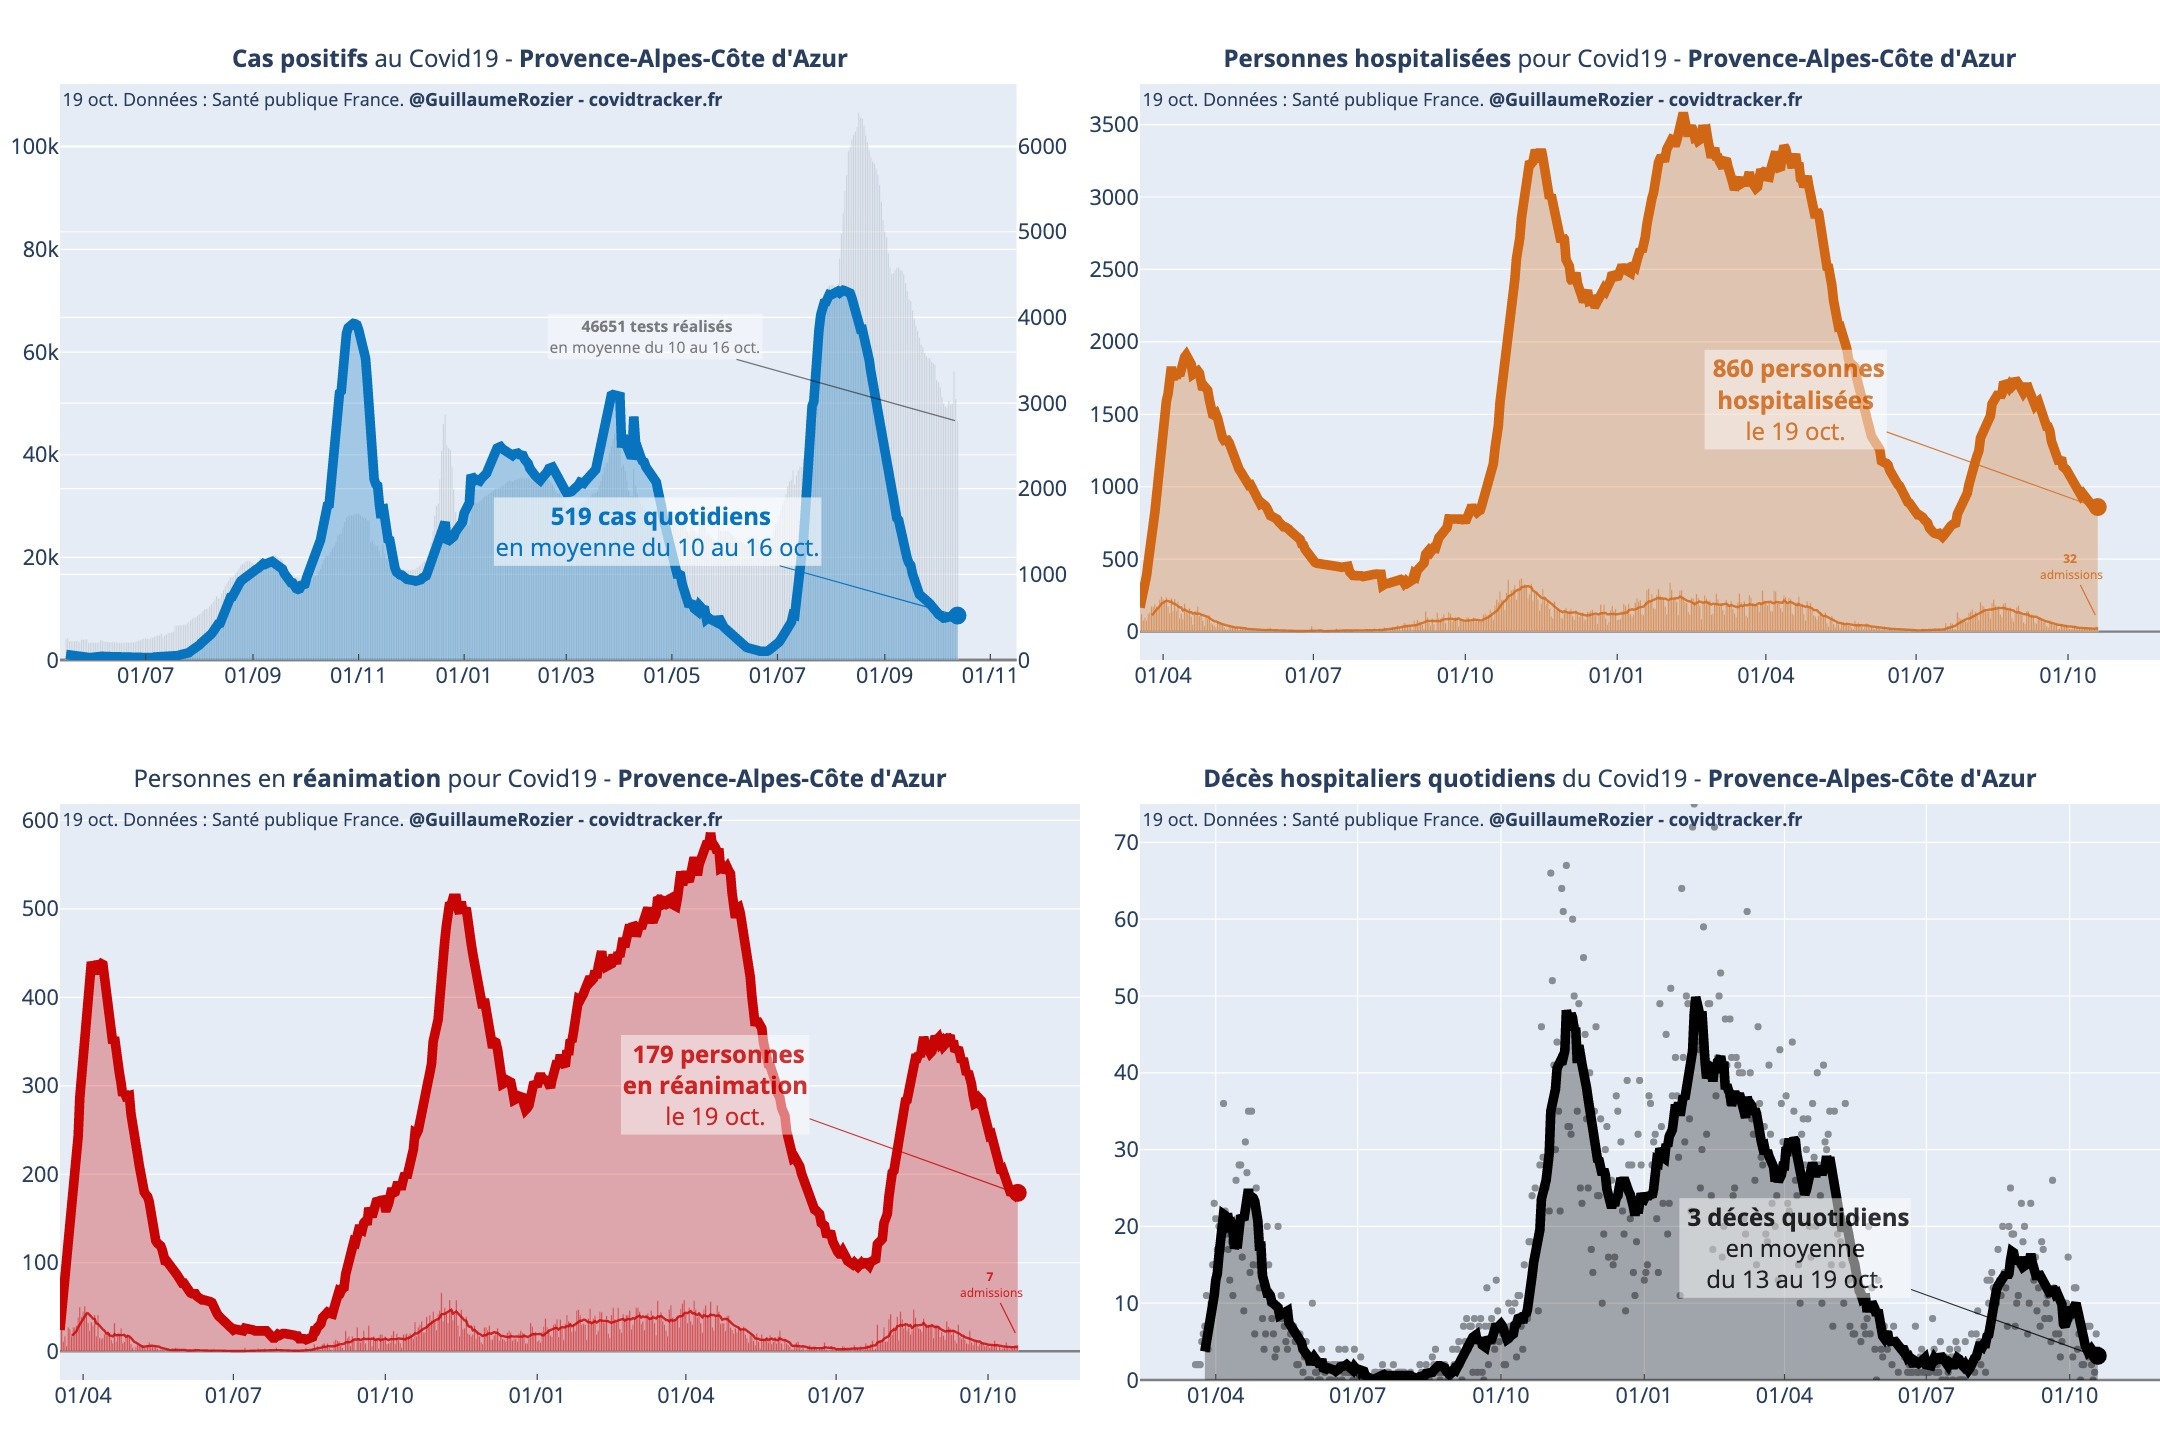 Cas positifs au Covid19 - Provence-Alpes-Côte d'Azur
19 oct. Données : Santé publique France. @GuillaumeRozier - covidtracker.fr
100k
80k
60k
40k
20k
0
6000
5000
4000
3000
2000
1000
0
46651 tests réalisés
en moyenne du 10 au 16 oct.
519 cas quotidiens
en moyenne du 10 au 16 oct.
01/07 01/09 01/11 01/01 01/03 01/05 01/07 01/09 01/11
Personnes hospitalisées pour Covid19 - Provence-Alpes-Côte d'Azur
19 oct. Données : Santé publique France. @GuillaumeRozier - covidtracker.fr
3500
3000
2500
2000
1500
1000
500
0
860 personnes
hospitalisées
le 19 oct.
32
admissions
01/04 01/07 01/10 01/01 01/04 01/07 01/10
Personnes en réanimation pour Covid19 - Provence-Alpes-Côte d'Azur
19 oct. Données : Santé publique France. @GuillaumeRozier - covidtracker.fr
600
500
400
300
200
100
0
179 personnes
en réanimation
le 19 oct.
7
admissions
01/04 01/07 01/10 01/01 01/04 01/07 01/10
Décès hospitaliers quotidiens du Covid19 - Provence-Alpes-Côte d'Azur
19 oct. Données : Santé publique France. @GuillaumeRozier - covidtracker.fr
70
60
50
40
30
20
10
0
3 décès quotidiens
en moyenne
du 13 au 19 oct.
01/04 01/07 01/10 01/01 01/04 01/07 01/10